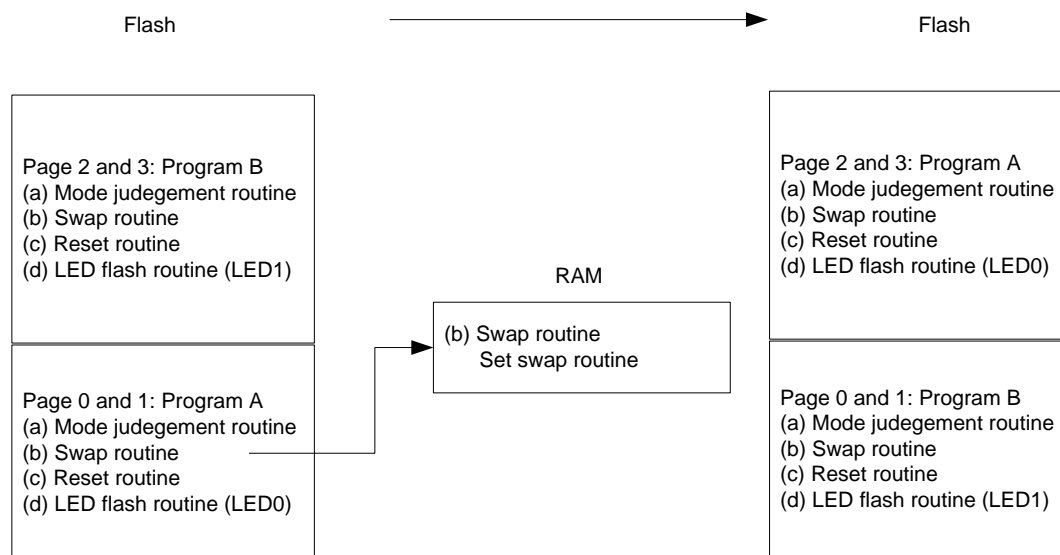 Flash
Flash
Page 2 and 3: Program B
(a) Mode judegement routine
(b) Swap routine
(c) Reset routine
(d) LED flash routine (LED1)
Page 0 and 1: Program A
(a) Mode judegement routine
(b) Swap routine
(c) Reset routine
(d) LED flash routine (LED0)
RAM
(b) Swap routine
Set swap routine
Page 2 and 3: Program A
(a) Mode judegement routine
(b) Swap routine
(c) Reset routine
(d) LED flash routine (LED0)
Page 0 and 1: Program B
(a) Mode judegement routine
(b) Swap routine
(c) Reset routine
(d) LED flash routine (LED1)